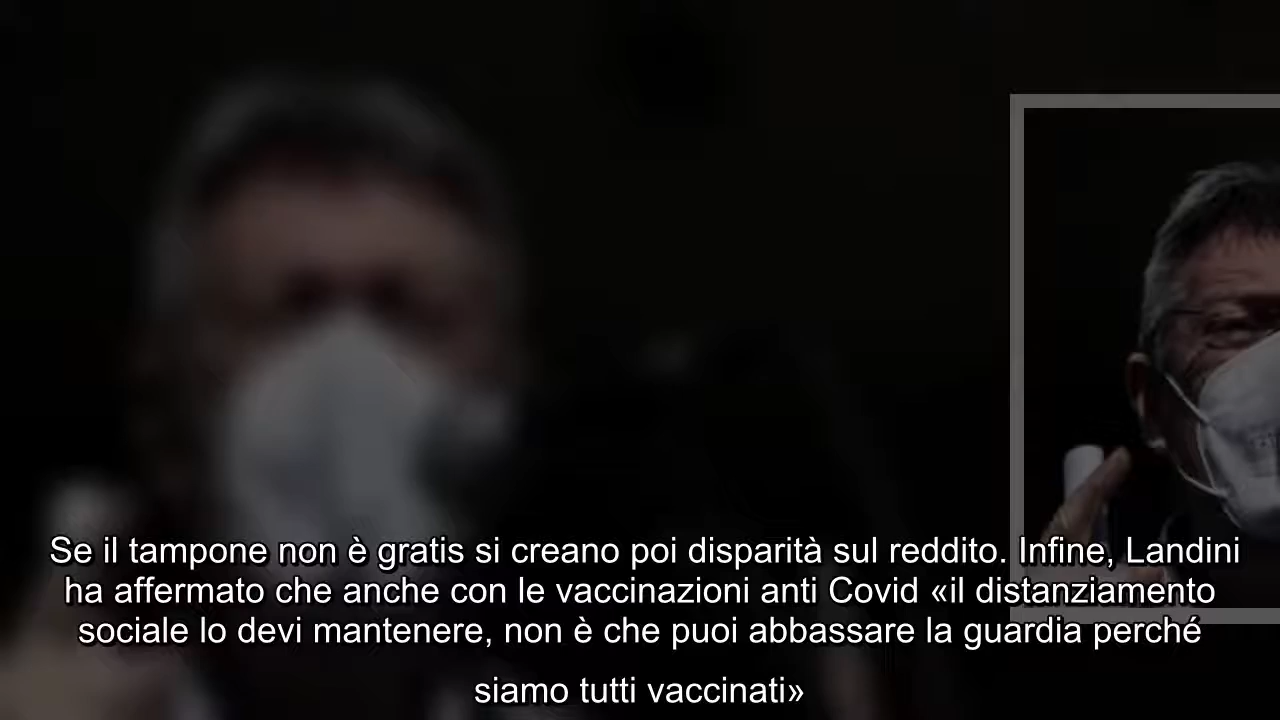 Se il tampone non è gratis si creano poi disparità sul reddito. Infine, Landini
ha affermato che anche con le vaccinazioni anti Covid «il distanziamento
sociale lo devi mantenere, non è che puoi abbassare la guardia perché
siamo tutti vaccinati»